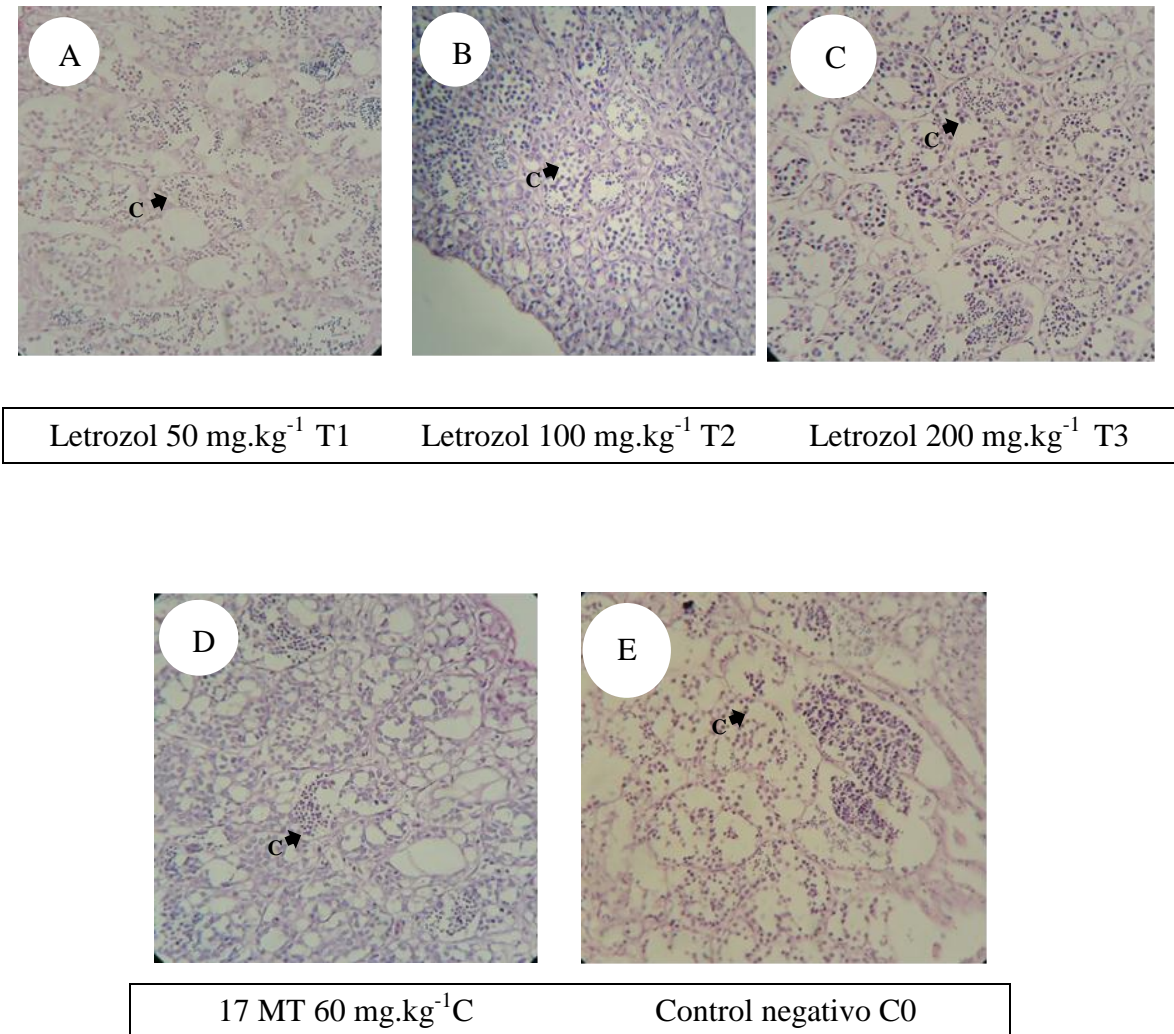 A B C
C
C
C
Letrozol 50 mg.kg⁻¹ T1 Letrozol 100 mg.kg⁻¹ T2 Letrozol 200 mg.kg⁻¹ T3
D E
C
C
17 MT 60 mg.kg⁻¹C Control negativo C0